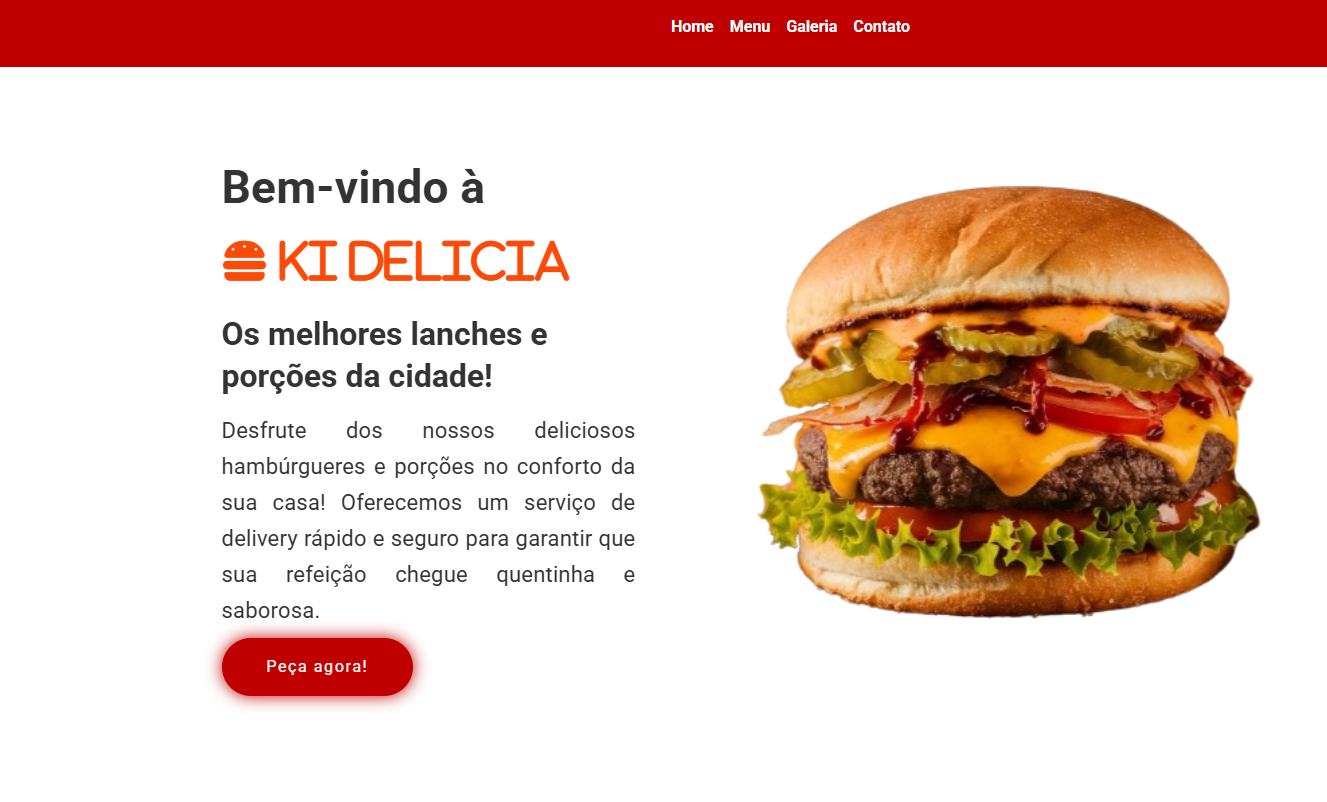 Home Menu Galeria Contato
Bem-vindo à
KI DELICIA
Os melhores lanches e
porções da cidade!
Desfrute dos nossos deliciosos
hambúrgueres e porções no conforto da
sua casa! Oferecemos um serviço de
delivery rápido e seguro para garantir que
sua refeição chegue quentinha e
saborosa.
Peça agora!